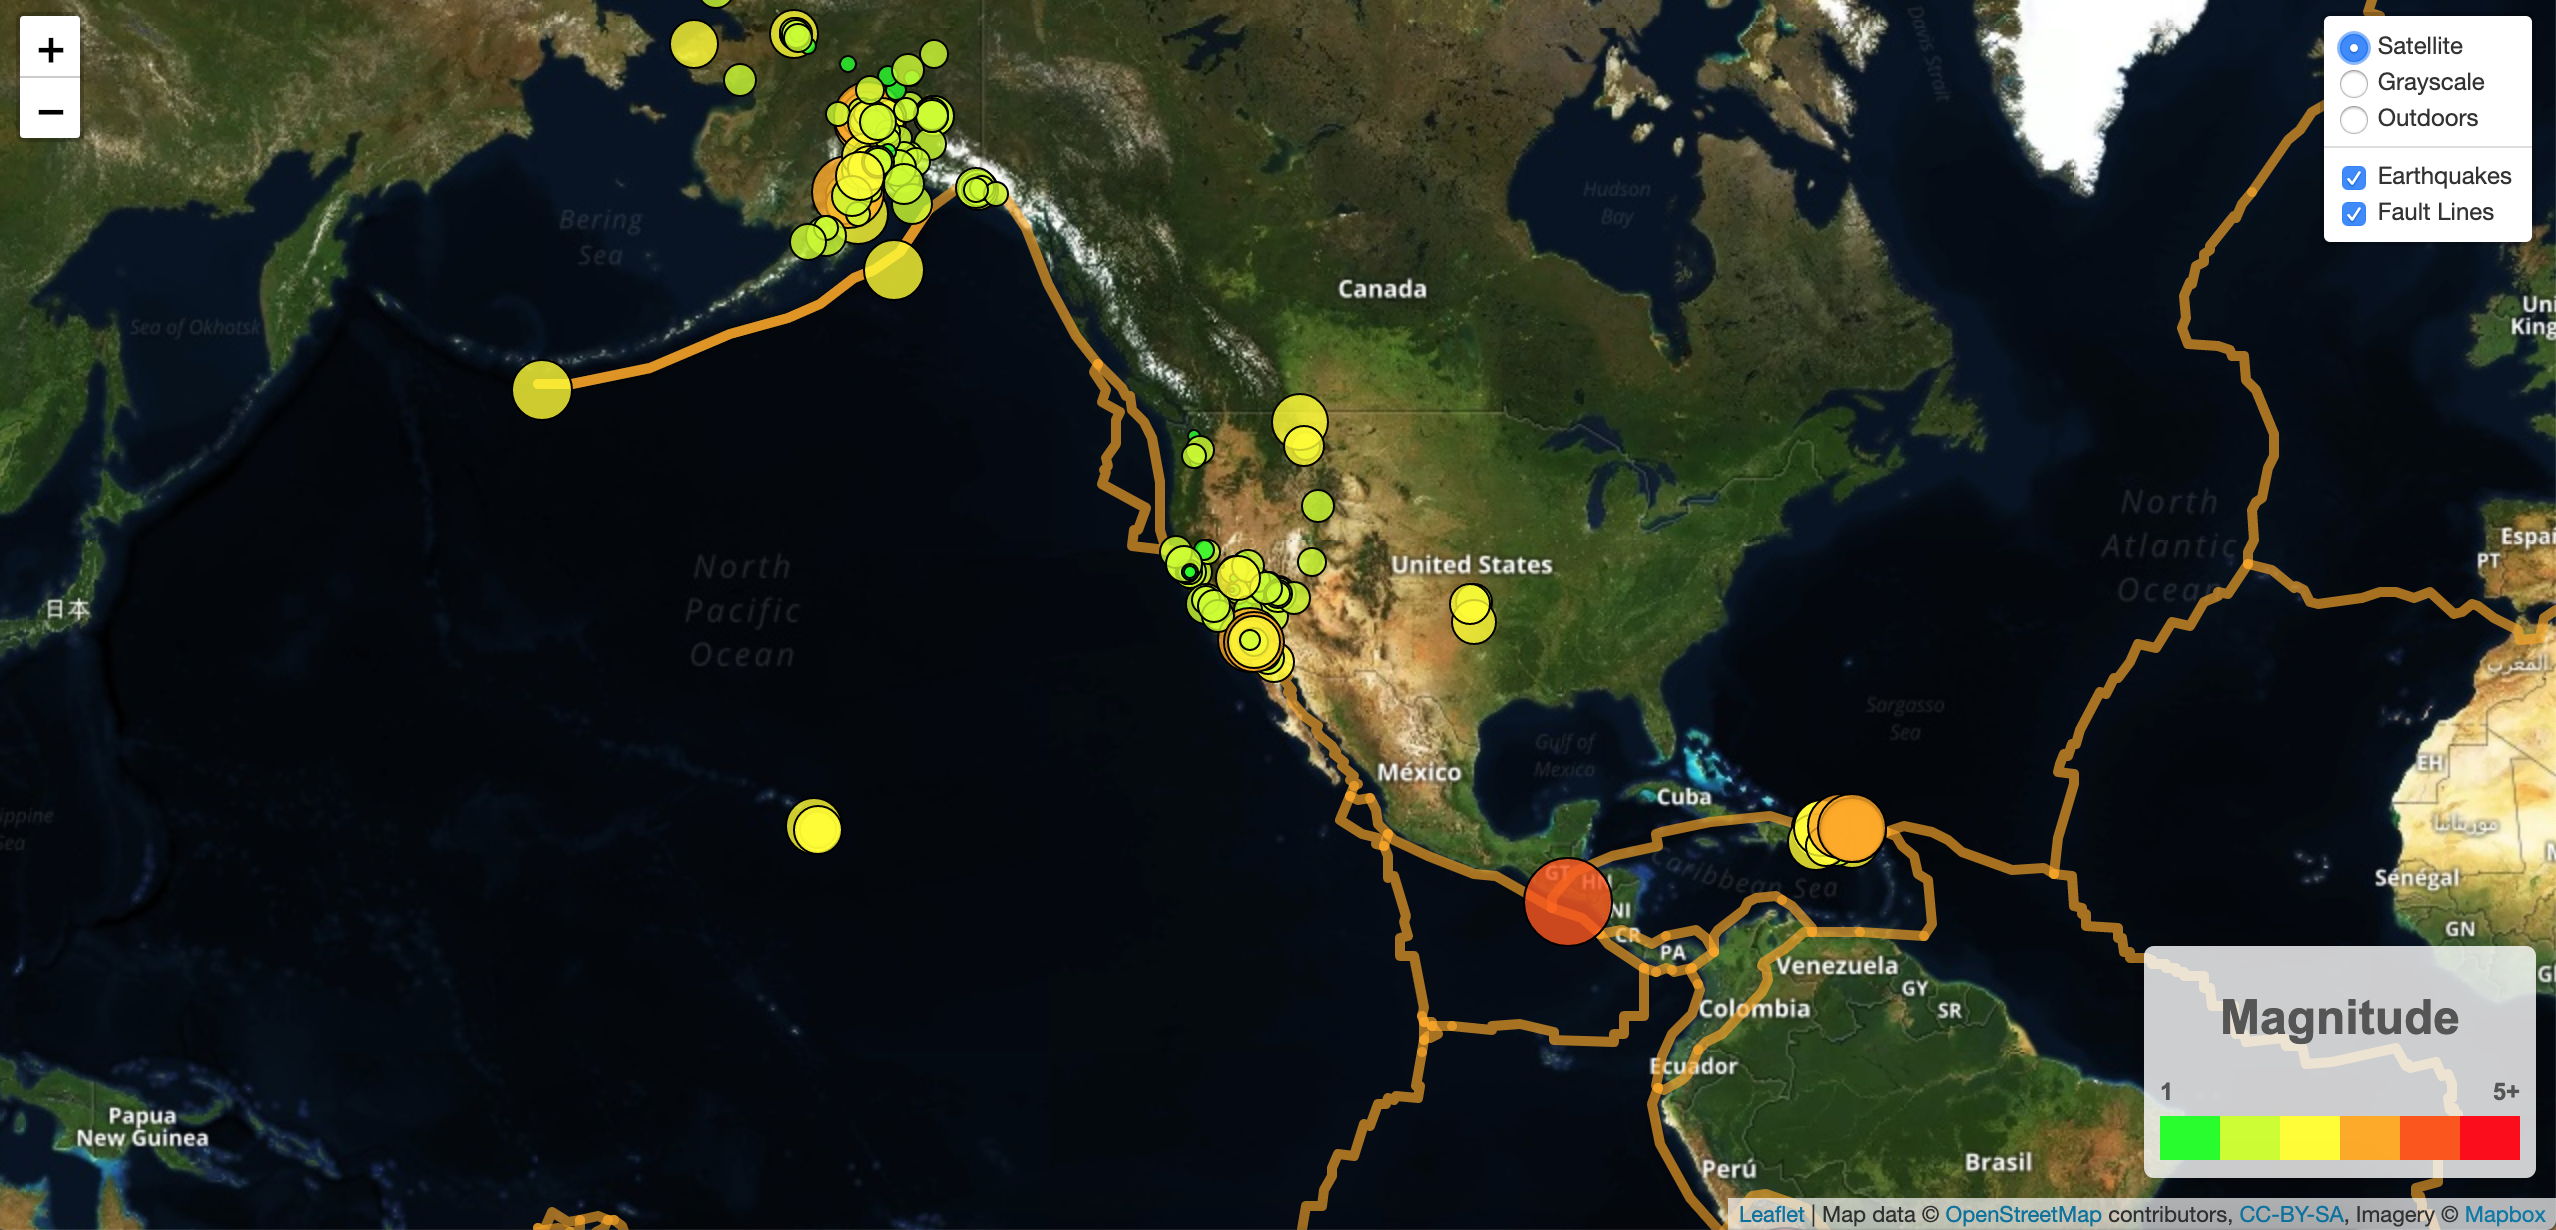 +
−
Satellite
Grayscale
Outdoors
Earthquakes
Fault Lines
Davis Strait
Hudson
Bay
Bering
Sea
Sea of Okhotsk
Canada
Uni
King
North
Pacific
Ocean
North
Atlantic
Ocean
United States
Españ
PT
日本
المغرب
Sargasso
Sea
Gulf of
Mexico
México
Cuba
EH
موريتانيا
ippine
Sea
Caribbean Sea
GT
HN
NI
CR
PA
Sénégal
GN
Venezuela
GY
SR
Colombia
Ecuador
Papua
New Guinea
Perú
Brasil
Magnitude
1 5+
Leaflet | Map data © OpenStreetMap contributors, CC-BY-SA, Imagery © Mapbox